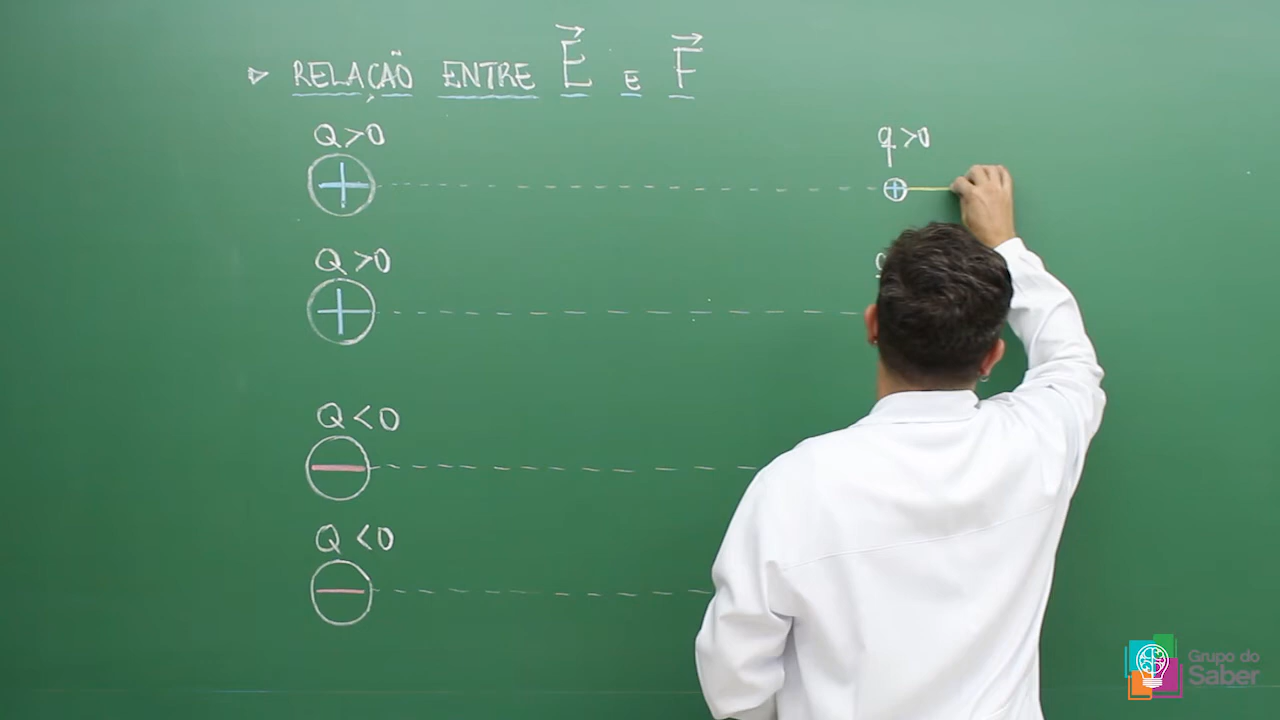 ▷ RELAÇÃO ENTRE E⃗ E F⃗
Q>0
q>0
+
+
Q>0
+
Q<0
−
Q<0
−
Grupo do
Saber